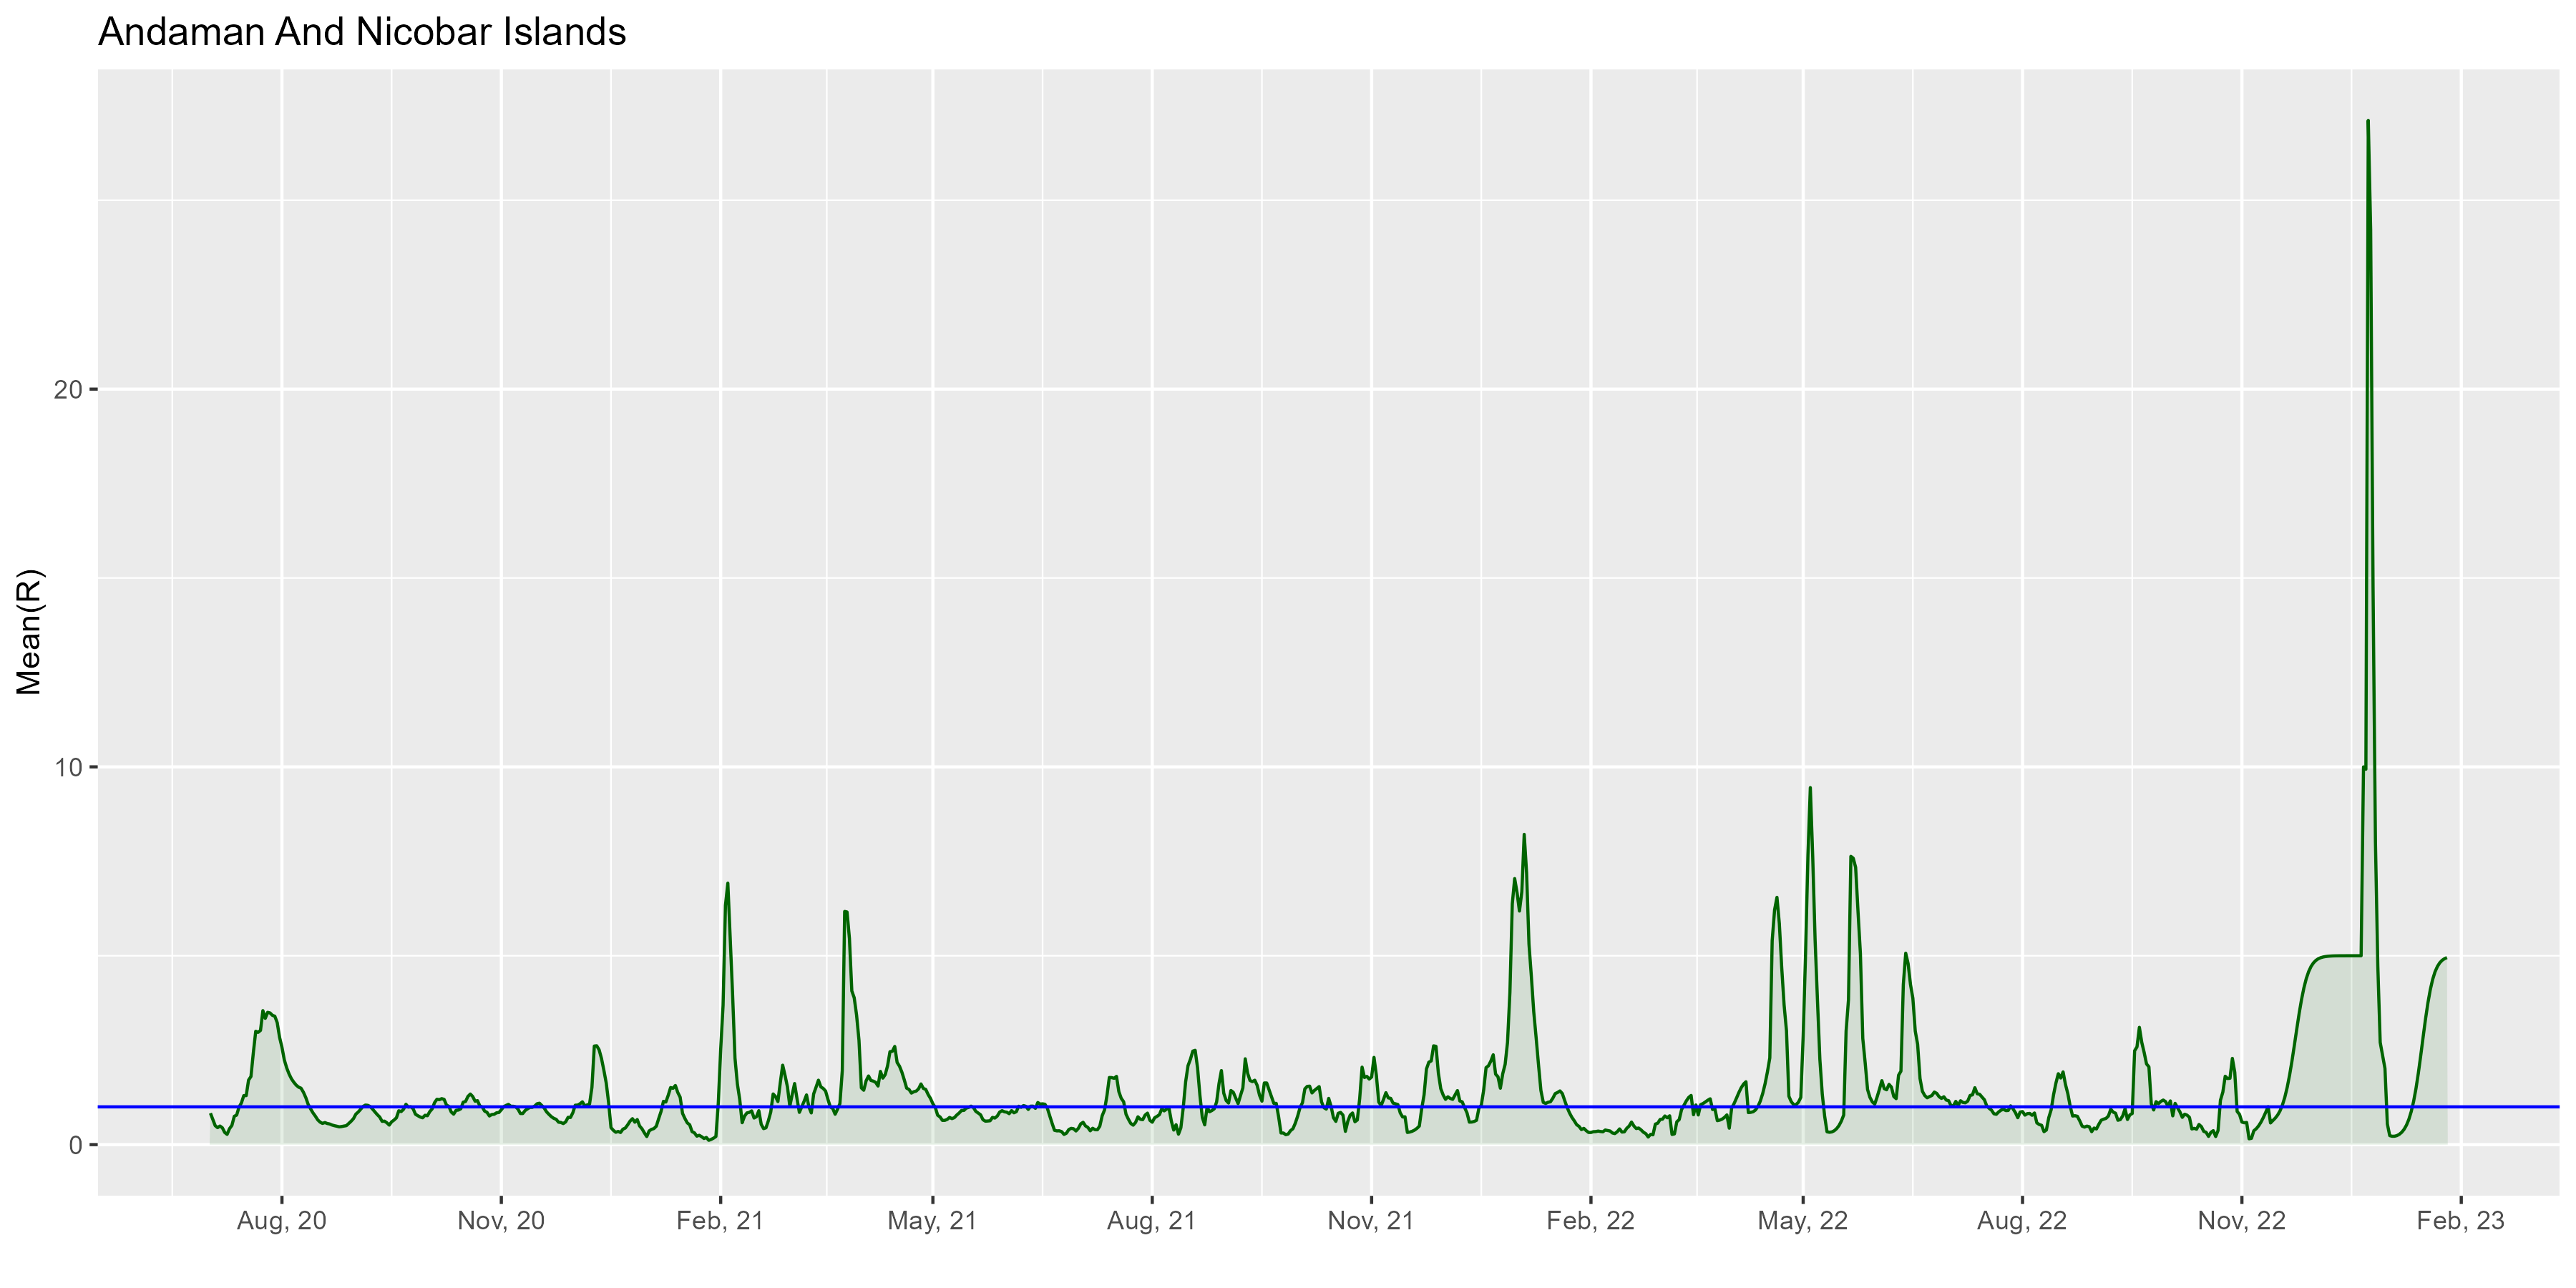 Andaman And Nicobar Islands
Mean(R)
20
10
0
Aug, 20 Nov, 20 Feb, 21 May, 21 Aug, 21 Nov, 21 Feb, 22 May, 22 Aug, 22 Nov, 22 Feb, 23